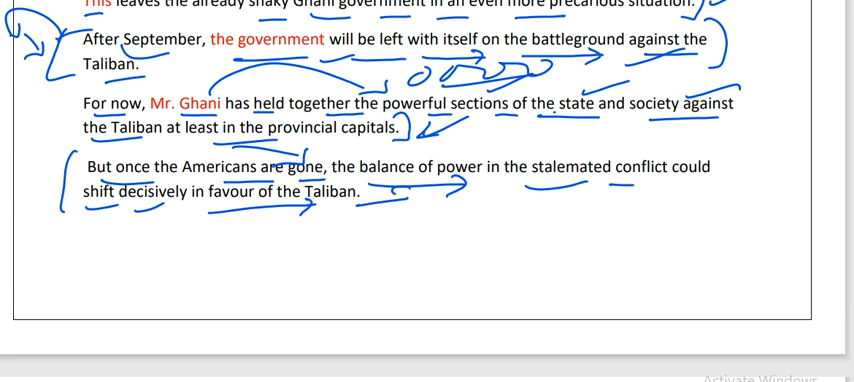 This leaves the already shaky Ghani government in an even more precarious situation.
After September, the government will be left with itself on the battleground against the
Taliban.
For now, Mr. Ghani has held together the powerful sections of the state and society against
the Taliban at least in the provincial capitals.
But once the Americans are gone, the balance of power in the stalemated conflict could
shift decisively in favour of the Taliban.
Activate Windows